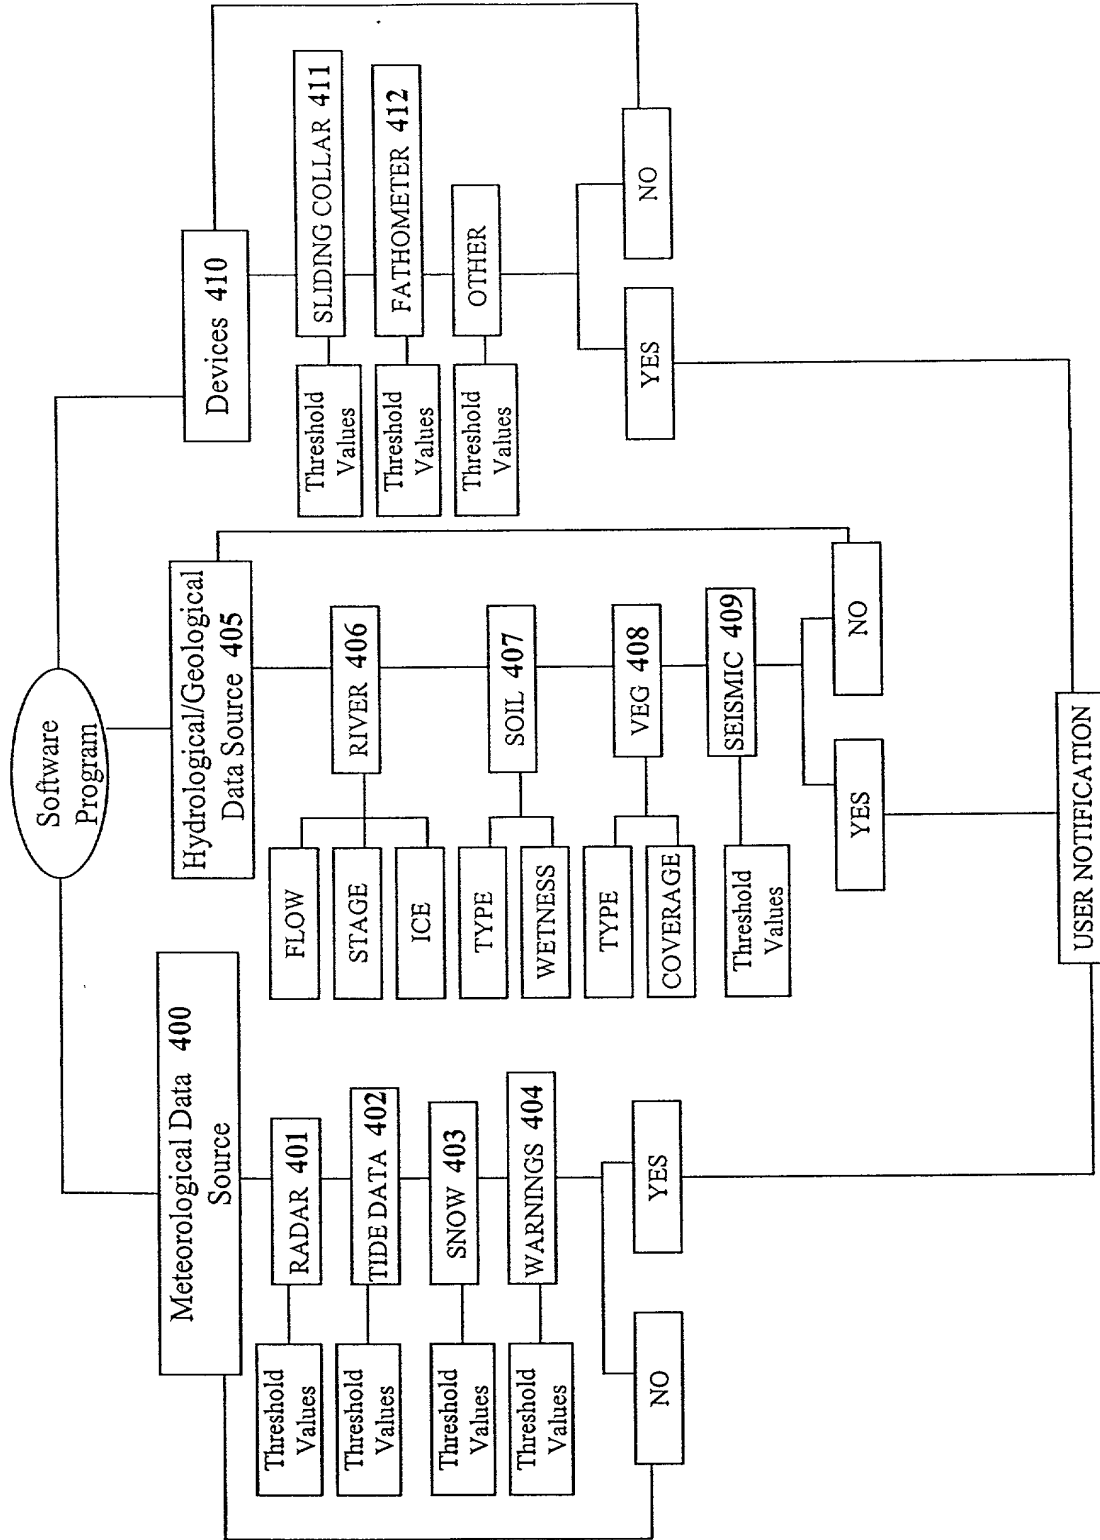 Software
Program
Meteorological Data 400
Source
RADAR 401
Threshold
Values
TIDE DATA 402
Threshold
Values
SNOW 403
Threshold
Values
WARNINGS 404
Threshold
Values
NO
YES
Hydrological/Geological
Data Source 405
RIVER 406
FLOW
STAGE
ICE
SOIL 407
TYPE
WETNESS
VEG 408
TYPE
COVERAGE
SEISMIC 409
Threshold
Values
YES
NO
Devices 410
SLIDING COLLAR 411
Threshold
Values
FATHOMETER 412
Threshold
Values
OTHER
Threshold
Values
YES
NO
USER NOTIFICATION